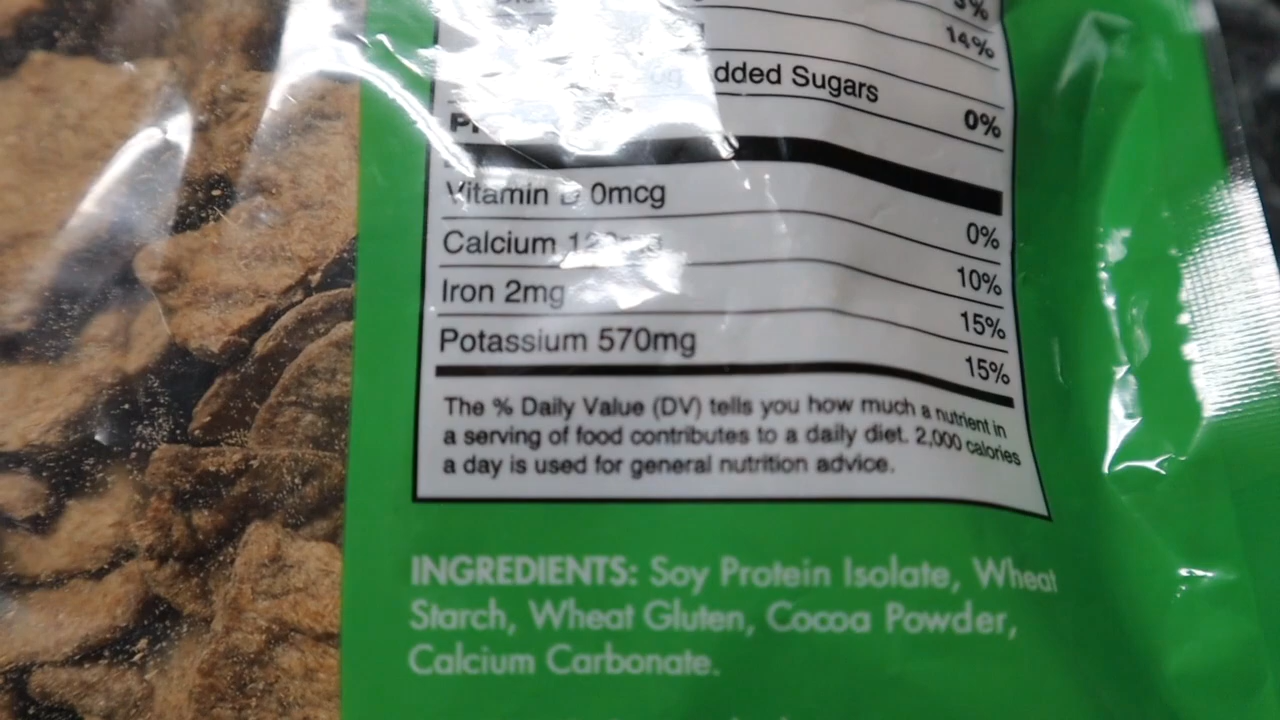 3%
14%
dded Sugars
0%
Vitamin D 0mcg
0%
Calcium
10%
Iron 2mg
15%
Potassium 570mg
15%
The % Daily Value (DV) tells you how much a nutrient in
a serving of food contributes to a daily diet. 2,000 calories
a day is used for general nutrition advice.
INGREDIENTS: Soy Protein Isolate, Wheat
Starch, Wheat Gluten, Cocoa Powder,
Calcium Carbonate.